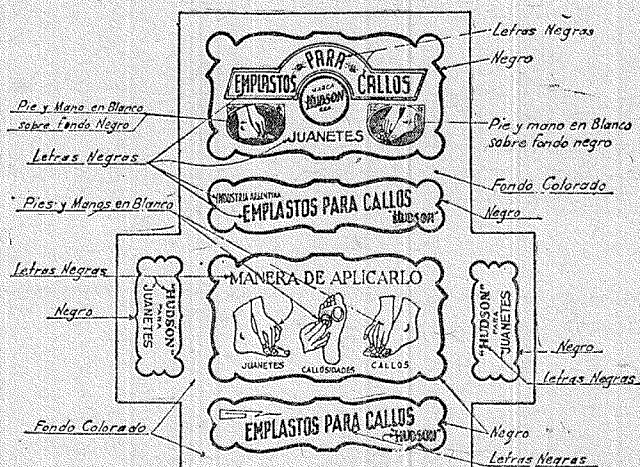 Letras Negras
PARA
Negro
EMPLASTOS CALLOS
MARCA
HUDSON
Pie y Mano en Blanco
sobre fondo Negro
JUANETES
Pie y mano en Blanco
sobre fondo negro
Letras Negras
Fondo Colorado
INDUSTRIA ARGENTINA
Pies y Manos en Blanco
EMPLASTOS PARA CALLOS
"HUDSON"
Negro
Letras Negras
MANERA DE APLICARLO
"HUDSON"
PARA
JUANETES
"HUDSON"
PARA
JUANETES
Negro
Negro
JUANETES CALLOSIDADES CALLOS
Letras Negras
Fondo Colorado
EMPLASTOS PARA CALLOS
"HUDSON"
Negro
Letras Negras